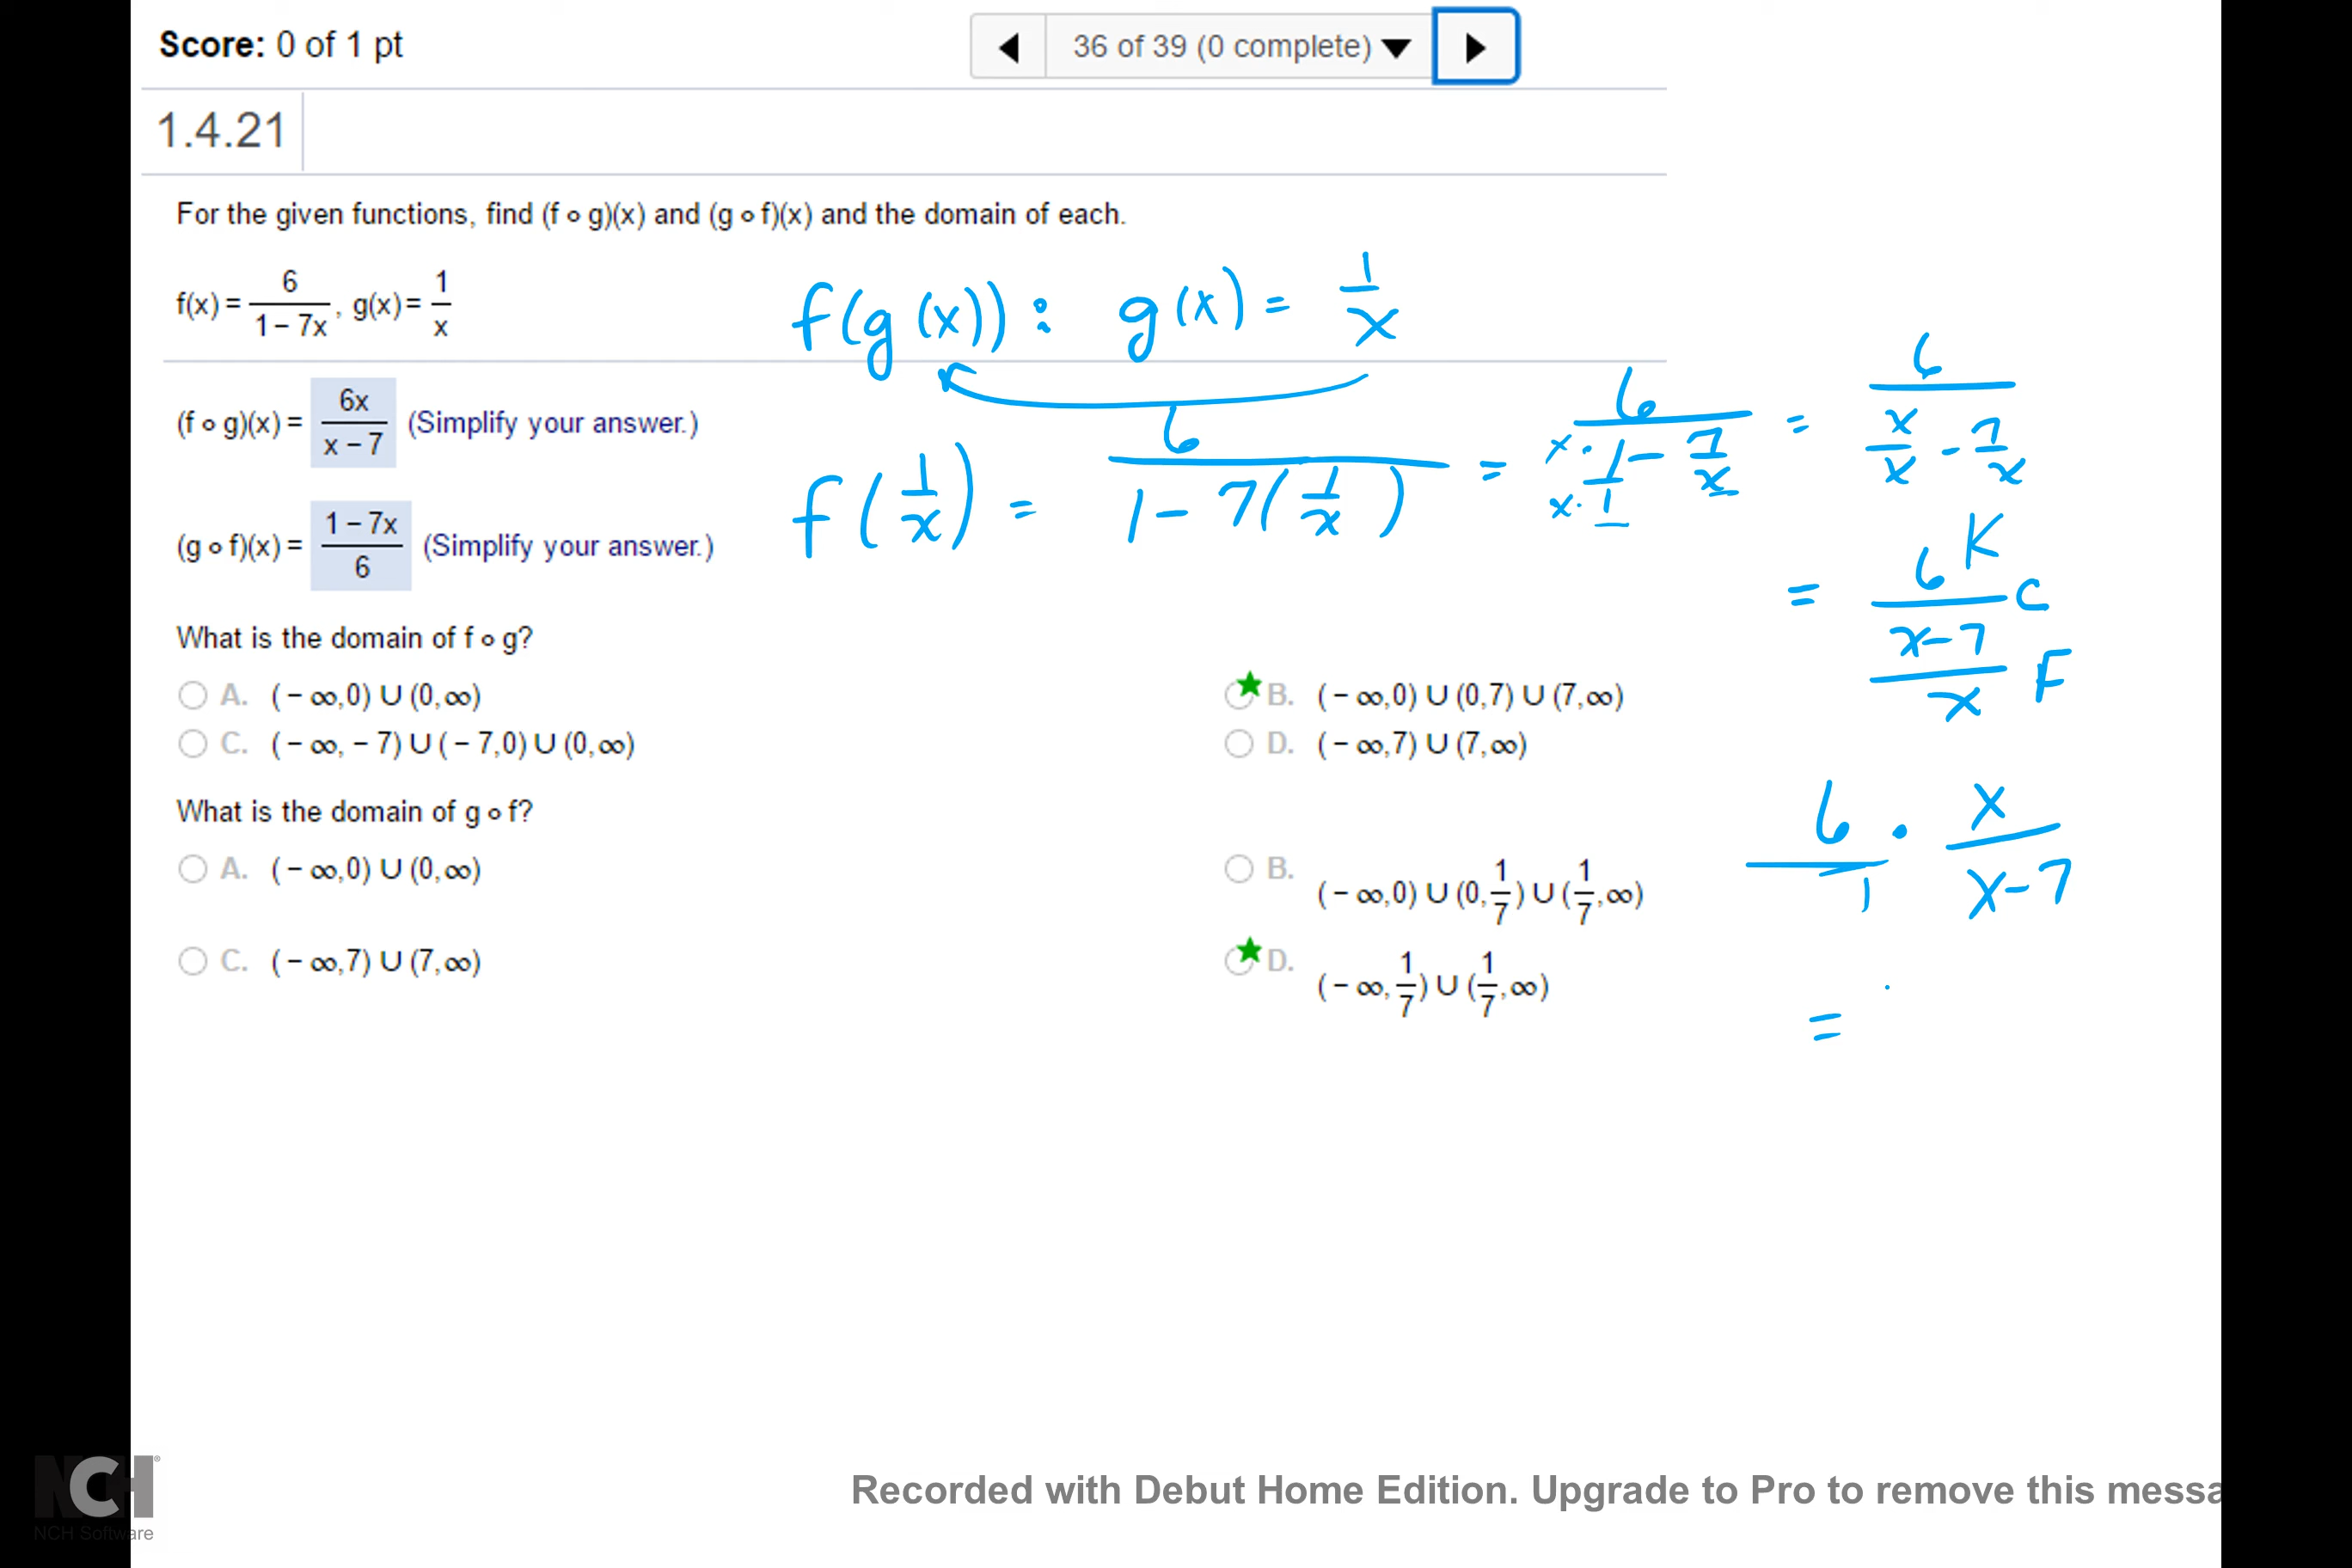 Score: 0 of 1 pt
36 of 39 (0 complete)
1.4.21
For the given functions, find (f ∘ g)(x) and (g ∘ f)(x) and the domain of each.
f(x) = 6/(1 − 7x), g(x) = 1/x
f(g(x)): g(x) = 1/x
(f ∘ g)(x) = 6x/(x − 7) (Simplify your answer.)
f(1/x) = 6/(1 − 7(1/x)) = 6/(x·1/x·1 − 7/x) = 6/(x/x − 7/x)
(g ∘ f)(x) = (1 − 7x)/6 (Simplify your answer.)
= 6/((x−7)/x) K C F
What is the domain of f ∘ g?
A. (−∞,0) ∪ (0,∞)
B. (−∞,0) ∪ (0,7) ∪ (7,∞)
C. (−∞,−7) ∪ (−7,0) ∪ (0,∞)
D. (−∞,7) ∪ (7,∞)
6/1 · x/(x−7)
What is the domain of g ∘ f?
A. (−∞,0) ∪ (0,∞)
B. (−∞,0) ∪ (0,1/7) ∪ (1/7,∞)
C. (−∞,7) ∪ (7,∞)
D. (−∞,1/7) ∪ (1/7,∞)
=
NCH®
NCH Software
Recorded with Debut Home Edition. Upgrade to Pro to remove this messa